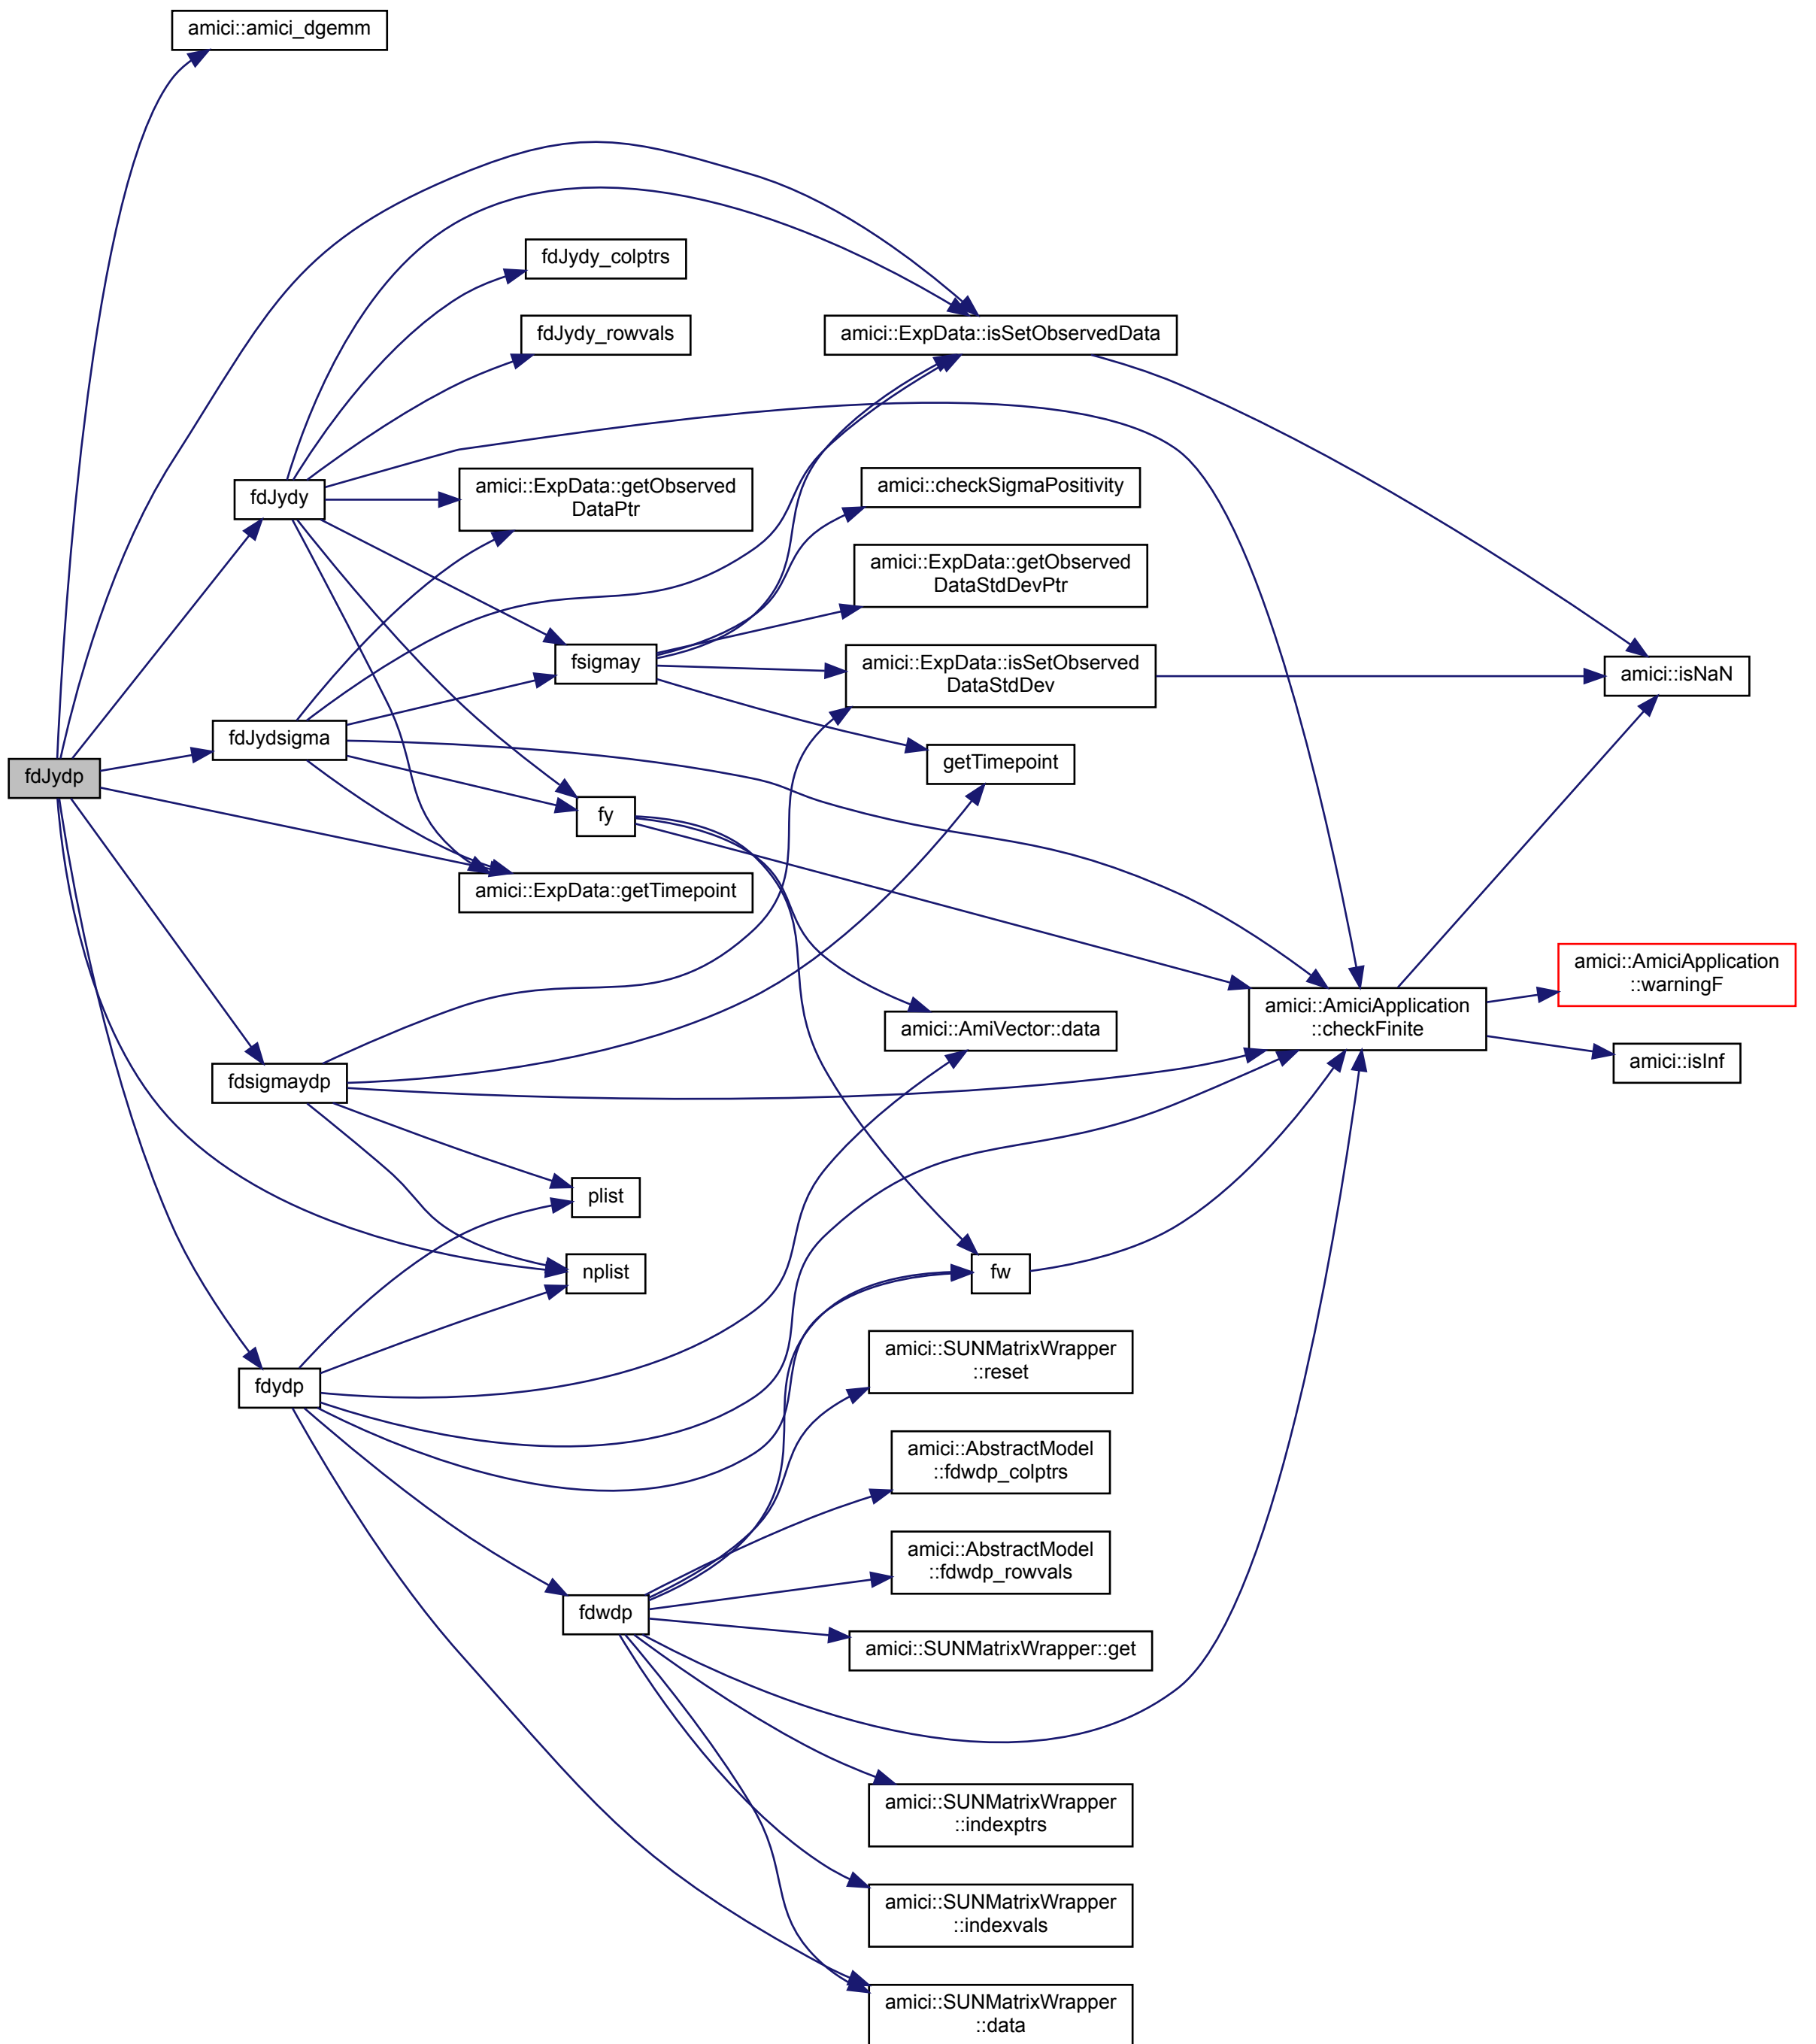 amici::amici_dgemm
fdJydy_colptrs
fdJydy_rowvals
amici::ExpData::isSetObservedData
fdJydy
amici::ExpData::getObserved
DataPtr
amici::checkSigmaPositivity
amici::ExpData::getObserved
DataStdDevPtr
fsigmay
amici::ExpData::isSetObserved
DataStdDev
amici::isNaN
fdJydsigma
getTimepoint
fdJydp
fy
amici::ExpData::getTimepoint
amici::AmiciApplication
::warningF
amici::AmiciApplication
::checkFinite
amici::AmiVector::data
amici::isInf
fdsigmaydp
plist
nplist
fw
amici::SUNMatrixWrapper
::reset
fdydp
amici::AbstractModel
::fdwdp_colptrs
amici::AbstractModel
::fdwdp_rowvals
fdwdp
amici::SUNMatrixWrapper::get
amici::SUNMatrixWrapper
::indexptrs
amici::SUNMatrixWrapper
::indexvals
amici::SUNMatrixWrapper
::data